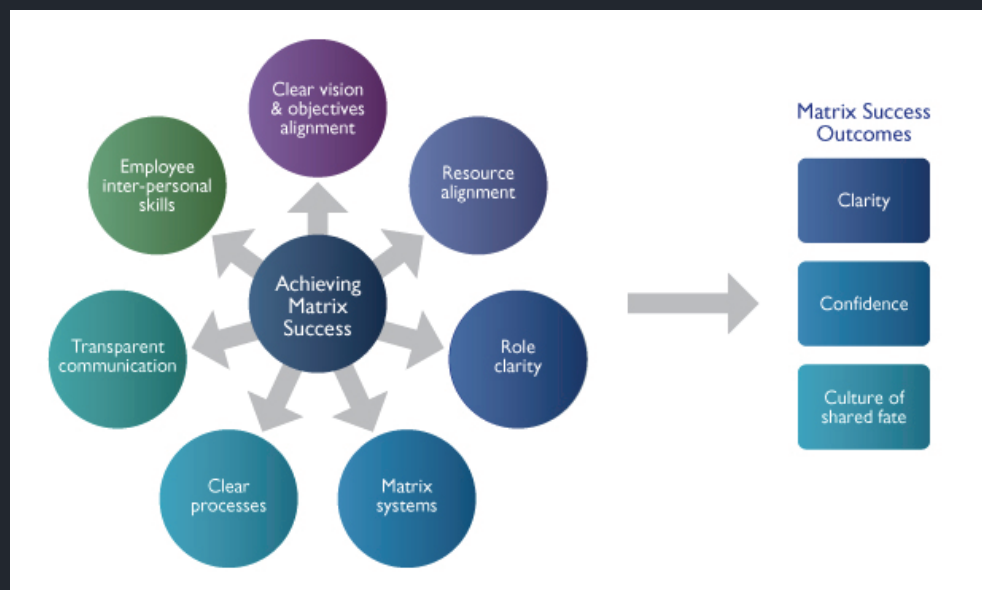 Clear vision
& objectives
alignment
Resource
alignment
Role
clarity
Matrix
systems
Clear
processes
Transparent
communication
Employee
inter-personal
skills
Achieving
Matrix
Success
Matrix Success
Outcomes
Clarity
Confidence
Culture of
shared fate